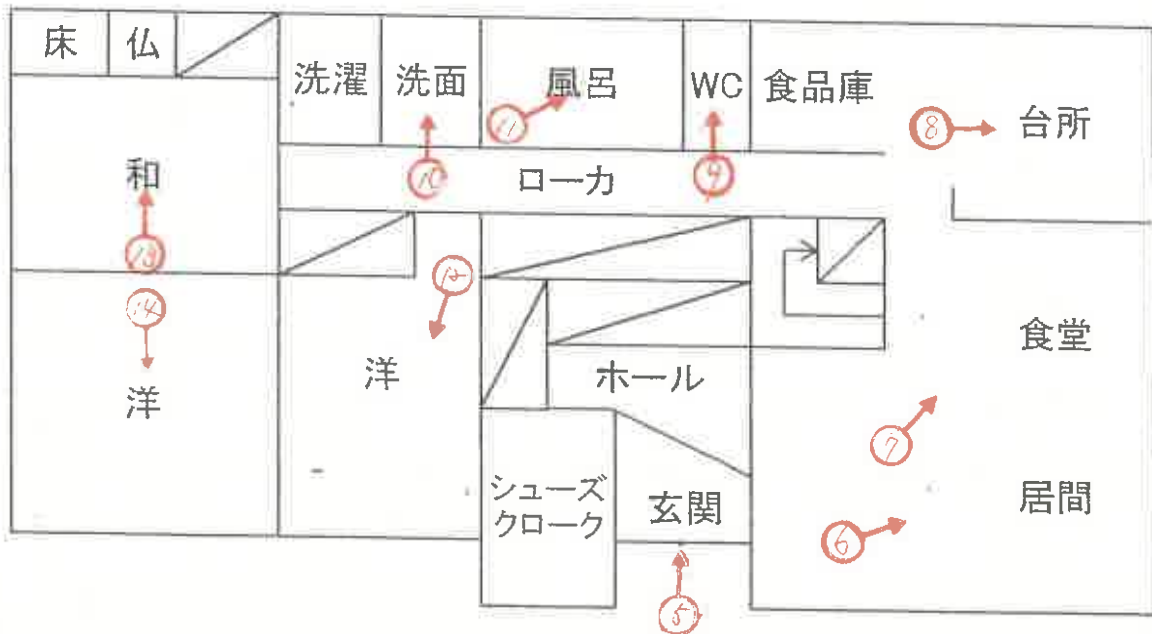 床 仏
洗濯 洗面 風呂 WC 食品庫 台所
⑪ ⑧
和 ⑩ ローカ ⑨
⑬ ⑫
⑭ 食堂
洋 洋 ホール
⑦
シューズ
クローク
玄関 居間
⑥
⑤